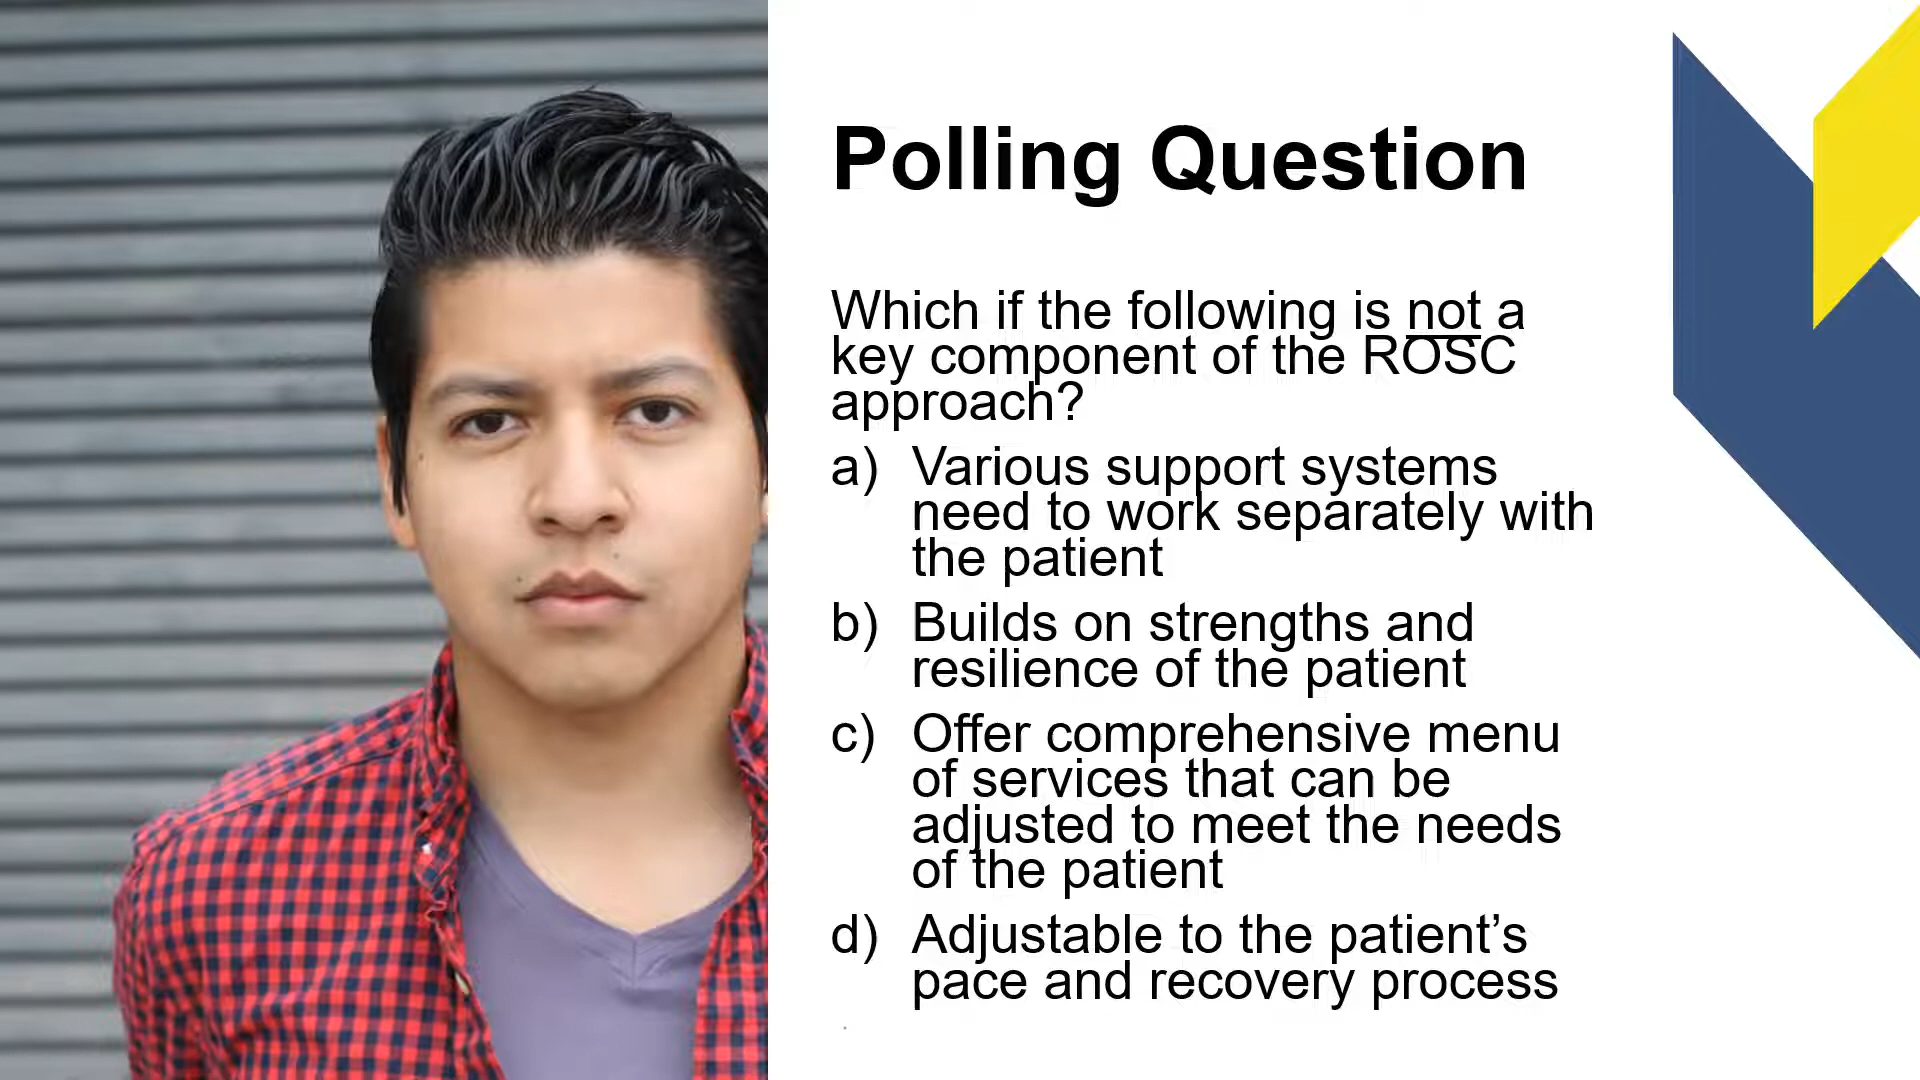 Polling Question
Which if the following is not a
key component of the ROSC
approach?
a) Various support systems
need to work separately with
the patient
b) Builds on strengths and
resilience of the patient
c) Offer comprehensive menu
of services that can be
adjusted to meet the needs
of the patient
d) Adjustable to the patient’s
pace and recovery process